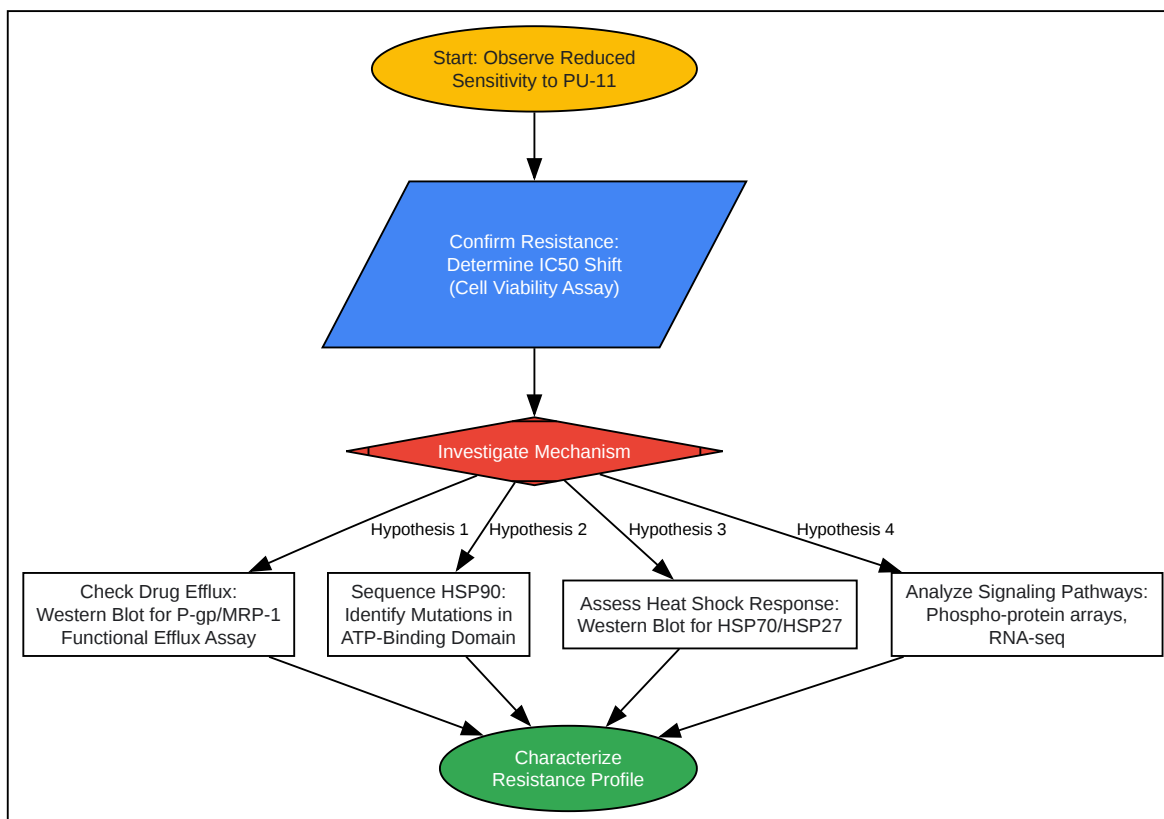 Start: Observe Reduced
Sensitivity to PU-11
Confirm Resistance:
Determine IC50 Shift
(Cell Viability Assay)
Investigate Mechanism
Hypothesis 1
Hypothesis 2
Hypothesis 3
Hypothesis 4
Check Drug Efflux:
Western Blot for P-gp/MRP-1
Functional Efflux Assay
Sequence HSP90:
Identify Mutations in
ATP-Binding Domain
Assess Heat Shock Response:
Western Blot for HSP70/HSP27
Analyze Signaling Pathways:
Phospho-protein arrays,
RNA-seq
Characterize
Resistance Profile